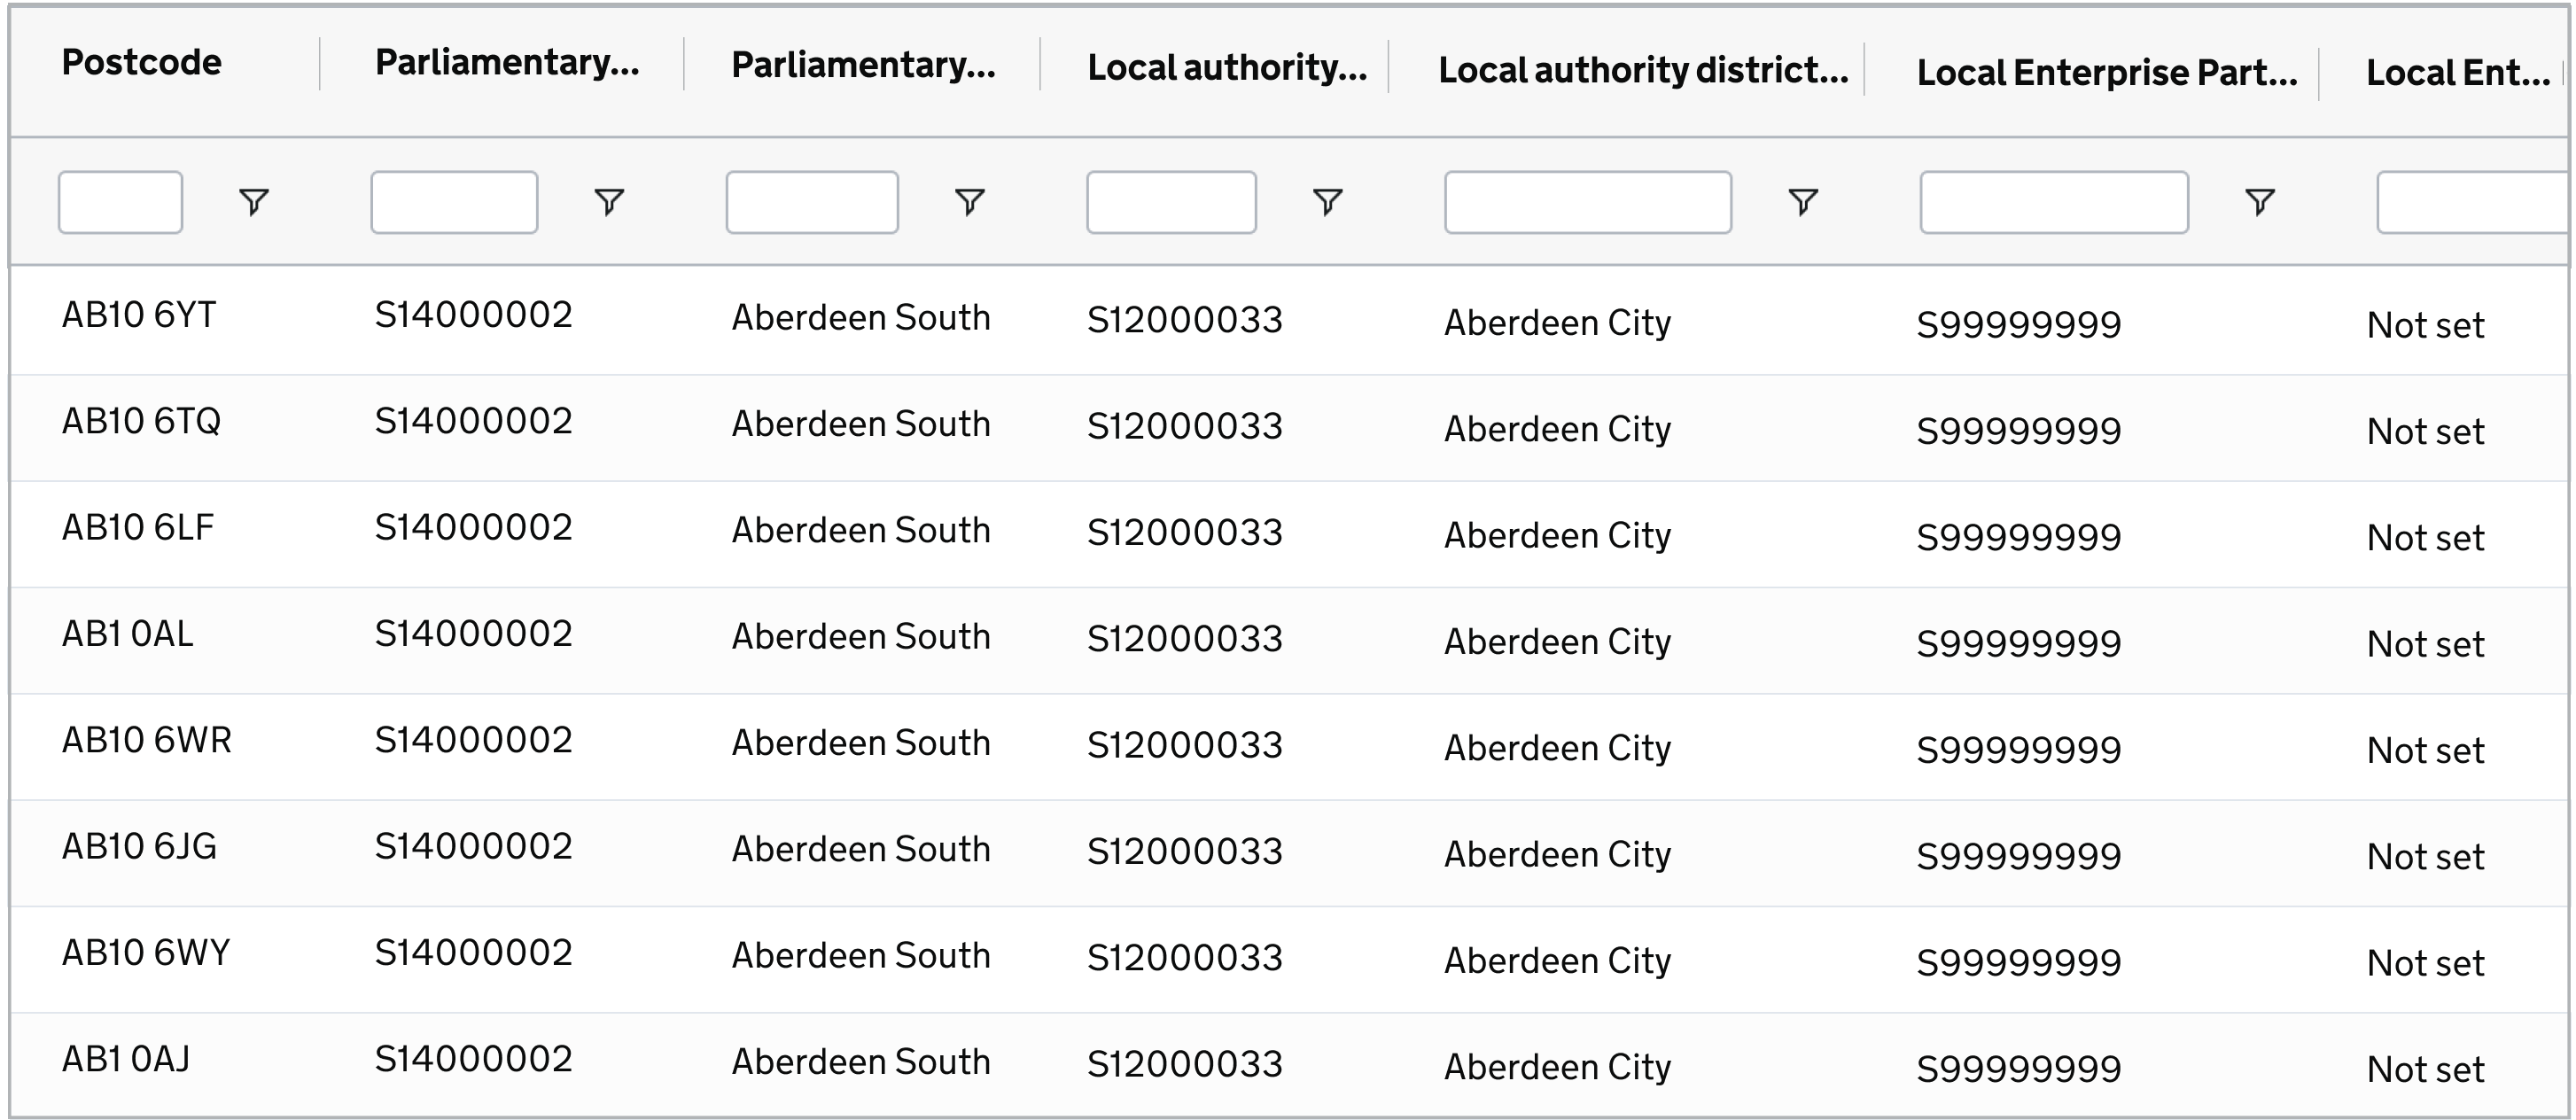 Postcode Parliamentary... Parliamentary... Local authority... Local authority district... Local Enterprise Part... Local Ent...
AB10 6YT S14000002 Aberdeen South S12000033 Aberdeen City S99999999 Not set
AB10 6TQ S14000002 Aberdeen South S12000033 Aberdeen City S99999999 Not set
AB10 6LF S14000002 Aberdeen South S12000033 Aberdeen City S99999999 Not set
AB1 0AL S14000002 Aberdeen South S12000033 Aberdeen City S99999999 Not set
AB10 6WR S14000002 Aberdeen South S12000033 Aberdeen City S99999999 Not set
AB10 6JG S14000002 Aberdeen South S12000033 Aberdeen City S99999999 Not set
AB10 6WY S14000002 Aberdeen South S12000033 Aberdeen City S99999999 Not set
AB1 0AJ S14000002 Aberdeen South S12000033 Aberdeen City S99999999 Not set